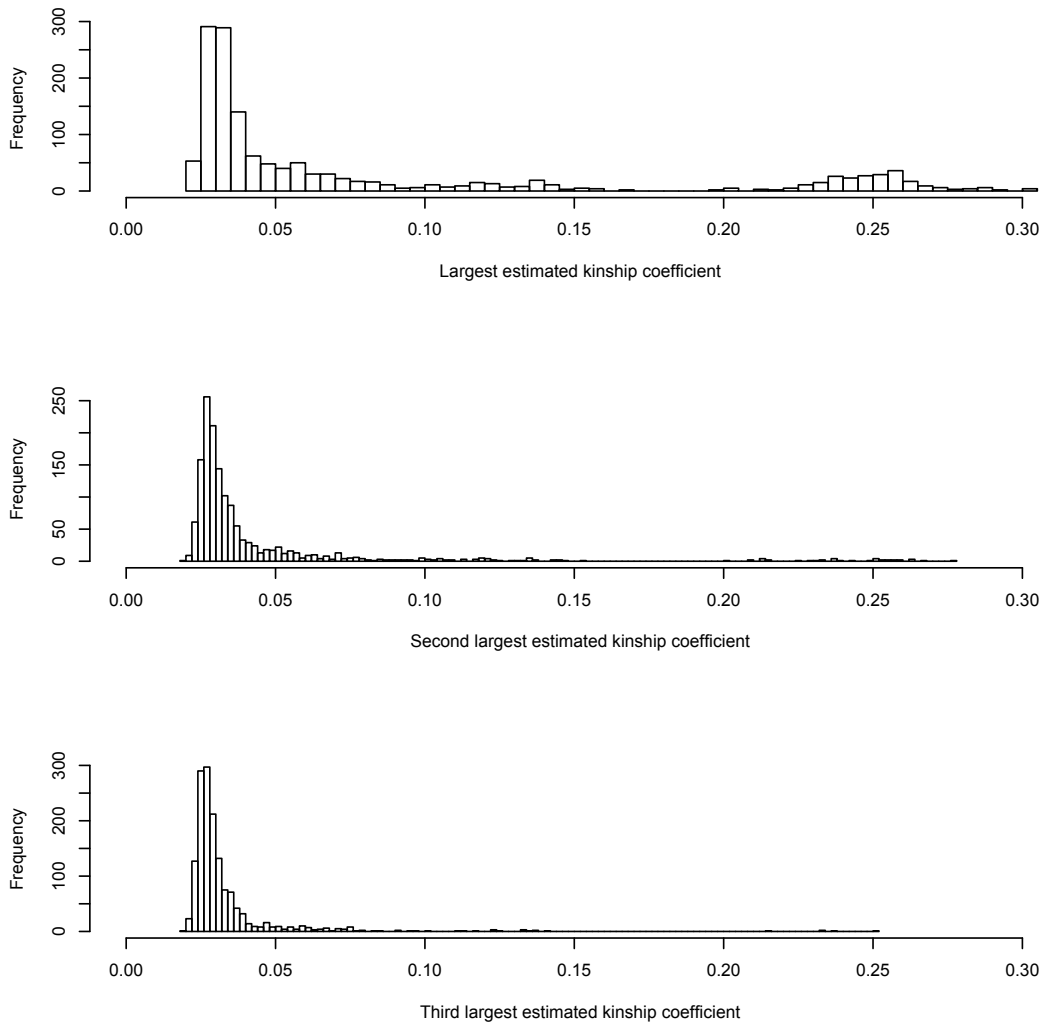 Frequency
300
200
100
0
0.00 0.05 0.10 0.15 0.20 0.25 0.30
Largest estimated kinship coefficient
Frequency
250
150
50
0
0.00 0.05 0.10 0.15 0.20 0.25 0.30
Second largest estimated kinship coefficient
Frequency
300
200
100
0
0.00 0.05 0.10 0.15 0.20 0.25 0.30
Third largest estimated kinship coefficient